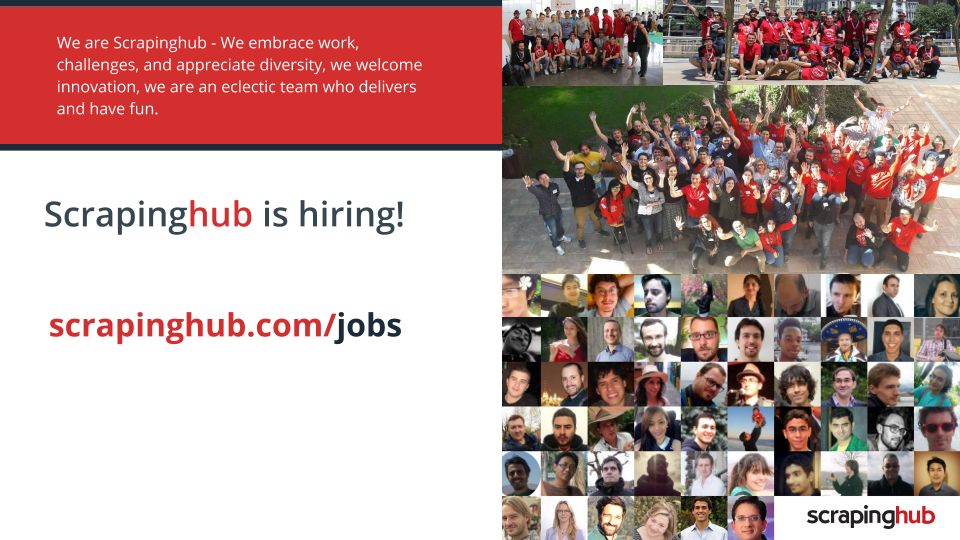 We are Scrapinghub - We embrace work,
challenges, and appreciate diversity, we welcome
innovation, we are an eclectic team who delivers
and have fun.
Scrapinghub is hiring!
scrapinghub.com/jobs
scrapinghub